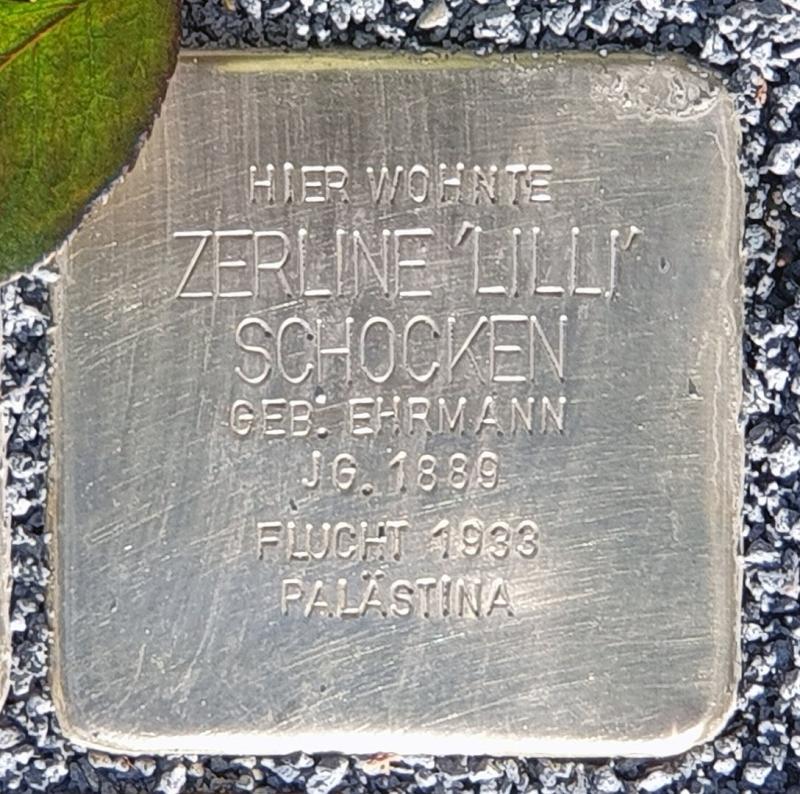 HIER WOHNTE
ZERLINE 'LILLI'
SCHOCKEN
GEB. EHRMANN
JG. 1889
FLUCHT 1933
PALÄSTINA